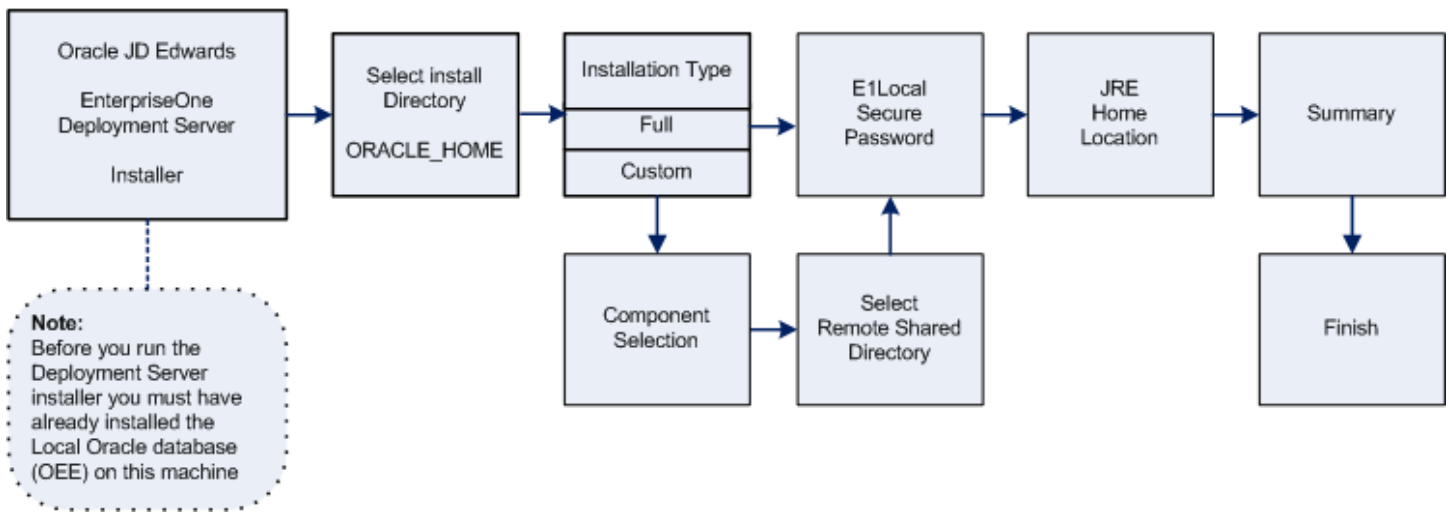 Oracle JD Edwards
EnterpriseOne
Deployment Server
Installer
Select install
Directory
ORACLE_HOME
Installation Type
Full
Custom
E1Local
Secure
Password
JRE
Home
Location
Summary
Component
Selection
Select
Remote Shared
Directory
Finish
Note:
Before you run the
Deployment Server
installer you must have
already installed the
Local Oracle database
(OEE) on this machine